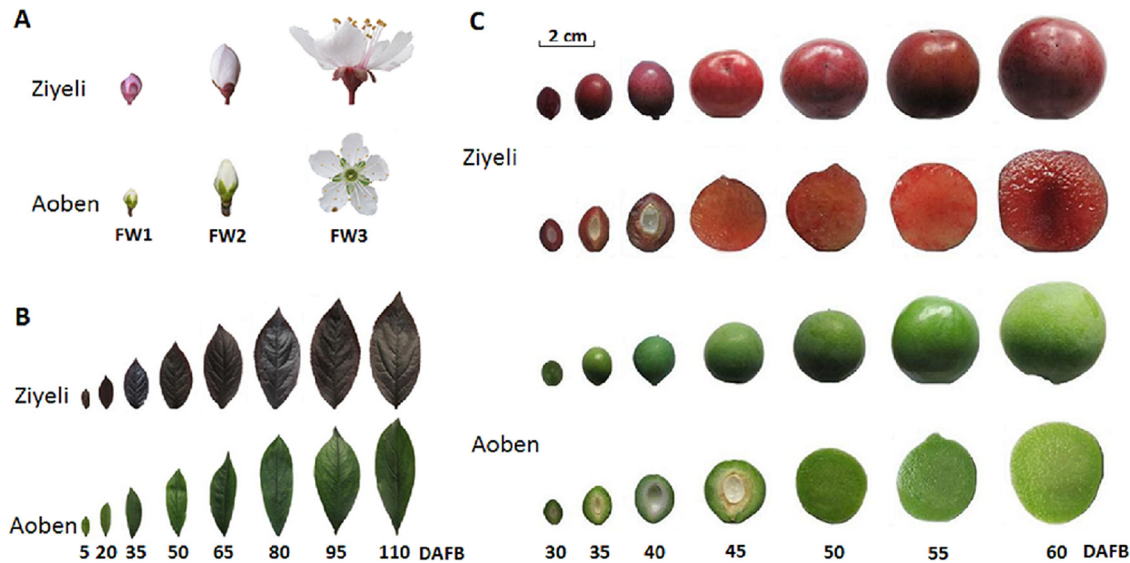 A
Ziyeli
Aoben
FW1 FW2 FW3
B
Ziyeli
Aoben
5 20 35 50 65 80 95 110 DAFB
C
2 cm
Ziyeli
Aoben
30 35 40 45 50 55 60 DAFB